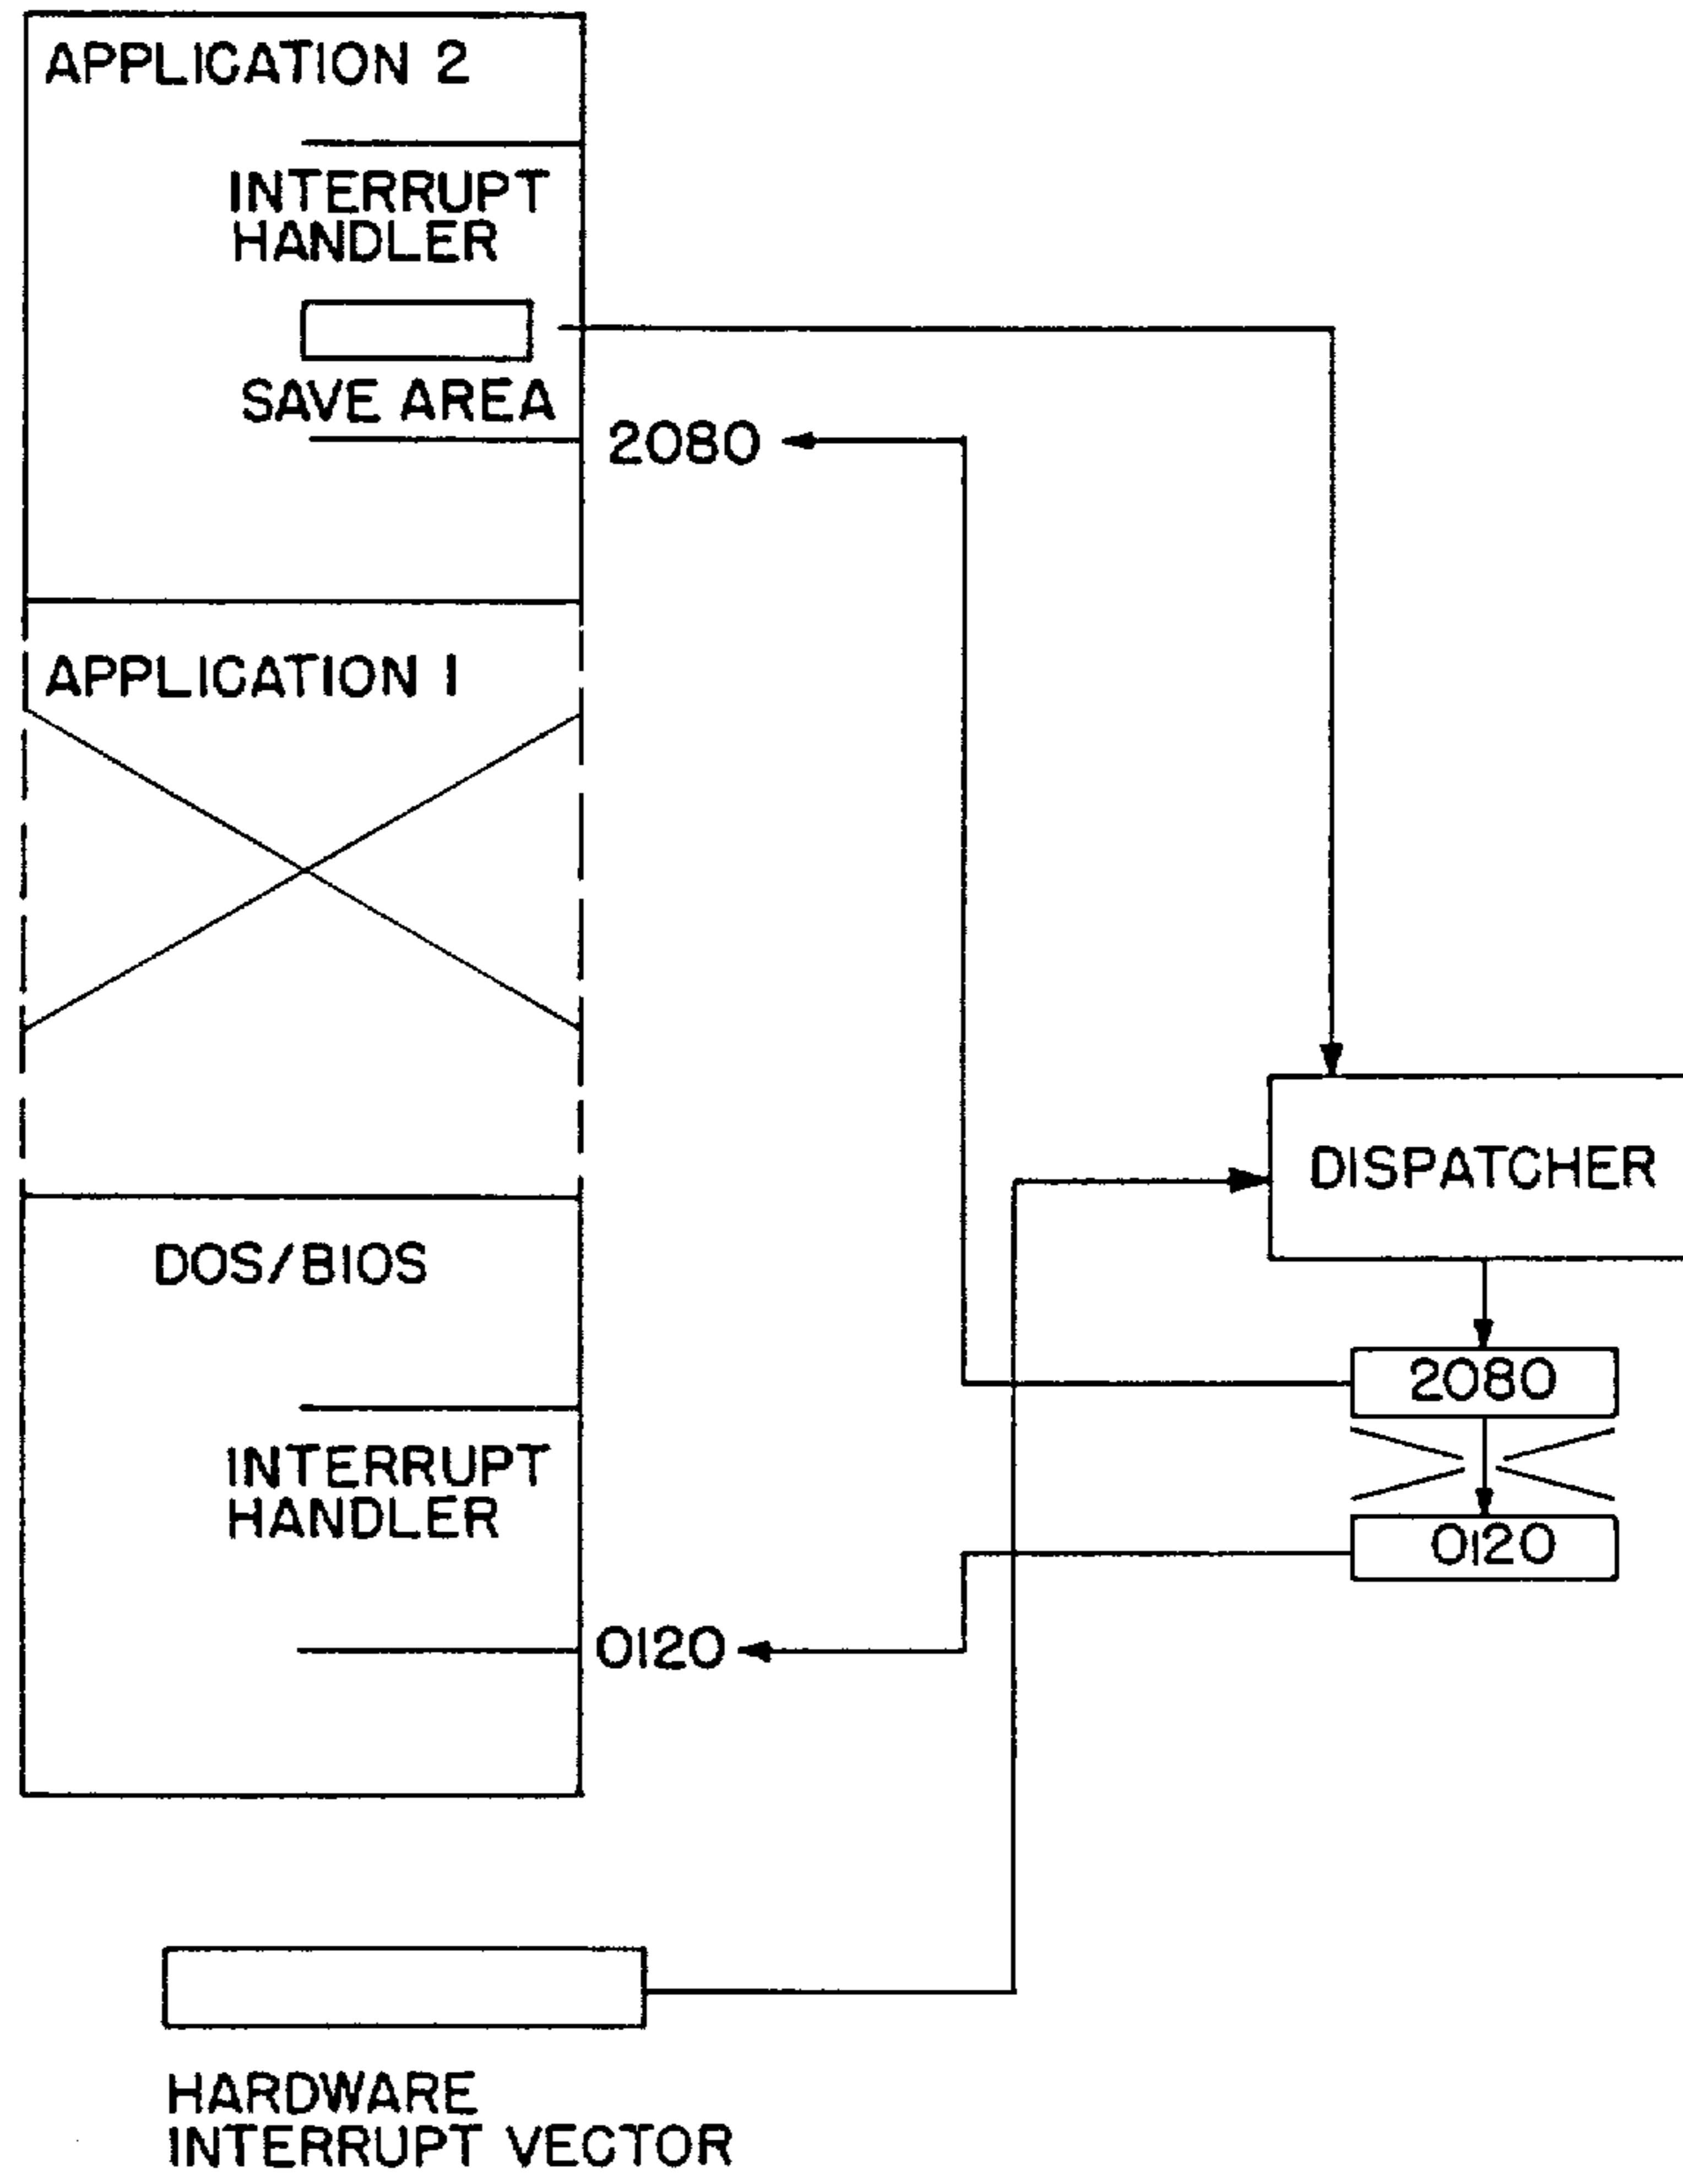 APPLICATION 2
INTERRUPT
HANDLER
SAVE AREA
2080
APPLICATION 1
DISPATCHER
DOS/BIOS
2080
INTERRUPT
HANDLER
0120
0120
HARDWARE
INTERRUPT VECTOR